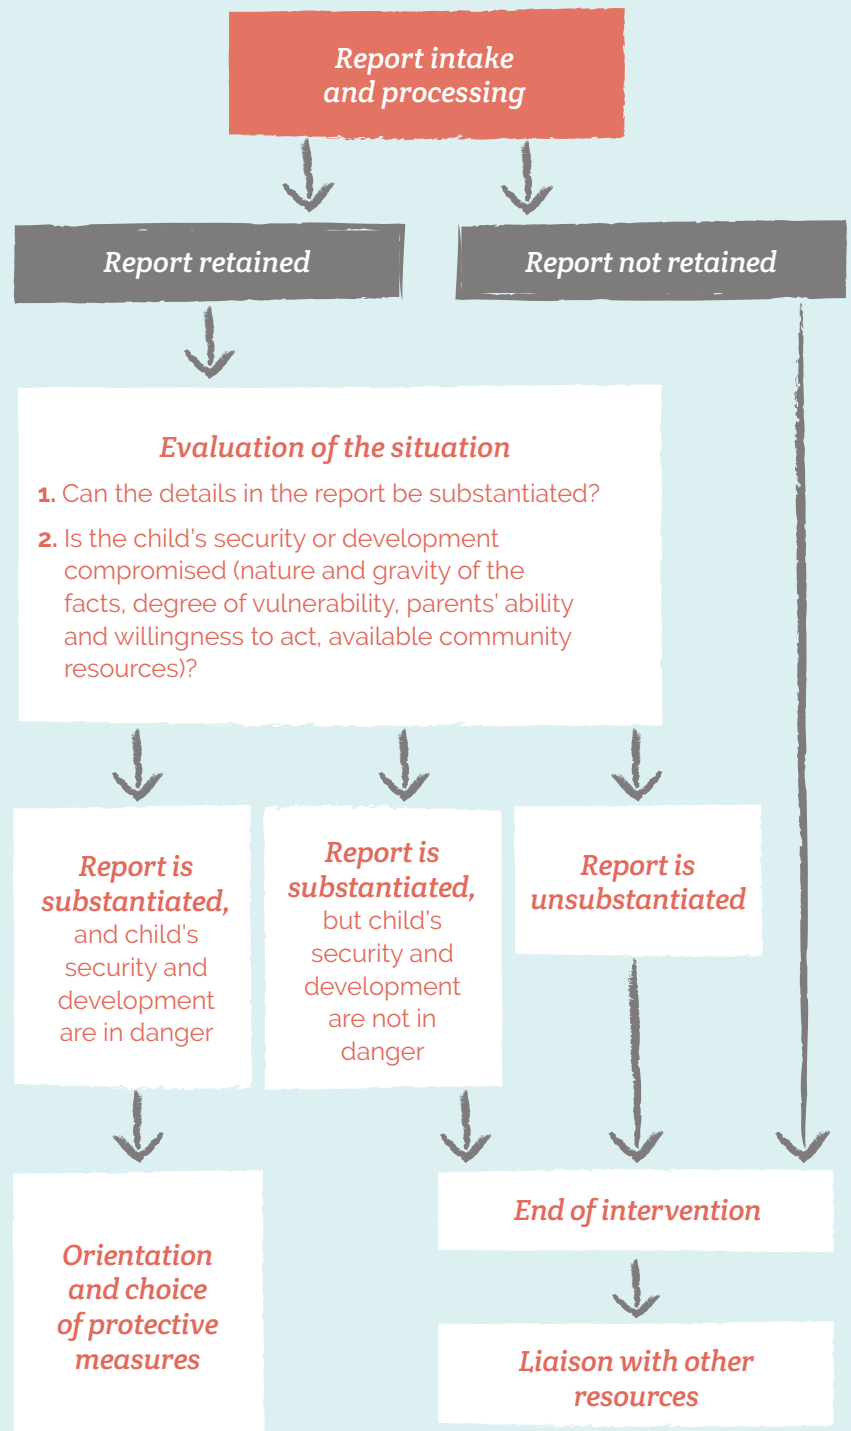 Report intake
and processing
Report retained
Report not retained
Evaluation of the situation
1. Can the details in the report be substantiated?
2. Is the child's security or development
compromised (nature and gravity of the
facts, degree of vulnerability, parents' ability
and willingness to act, available community
resources)?
Report is
substantiated,
and child's
security and
development
are in danger
Report is
substantiated,
but child's
security and
development
are not in
danger
Report is
unsubstantiated
Orientation
and choice
of protective
measures
End of intervention
Liaison with other
resources